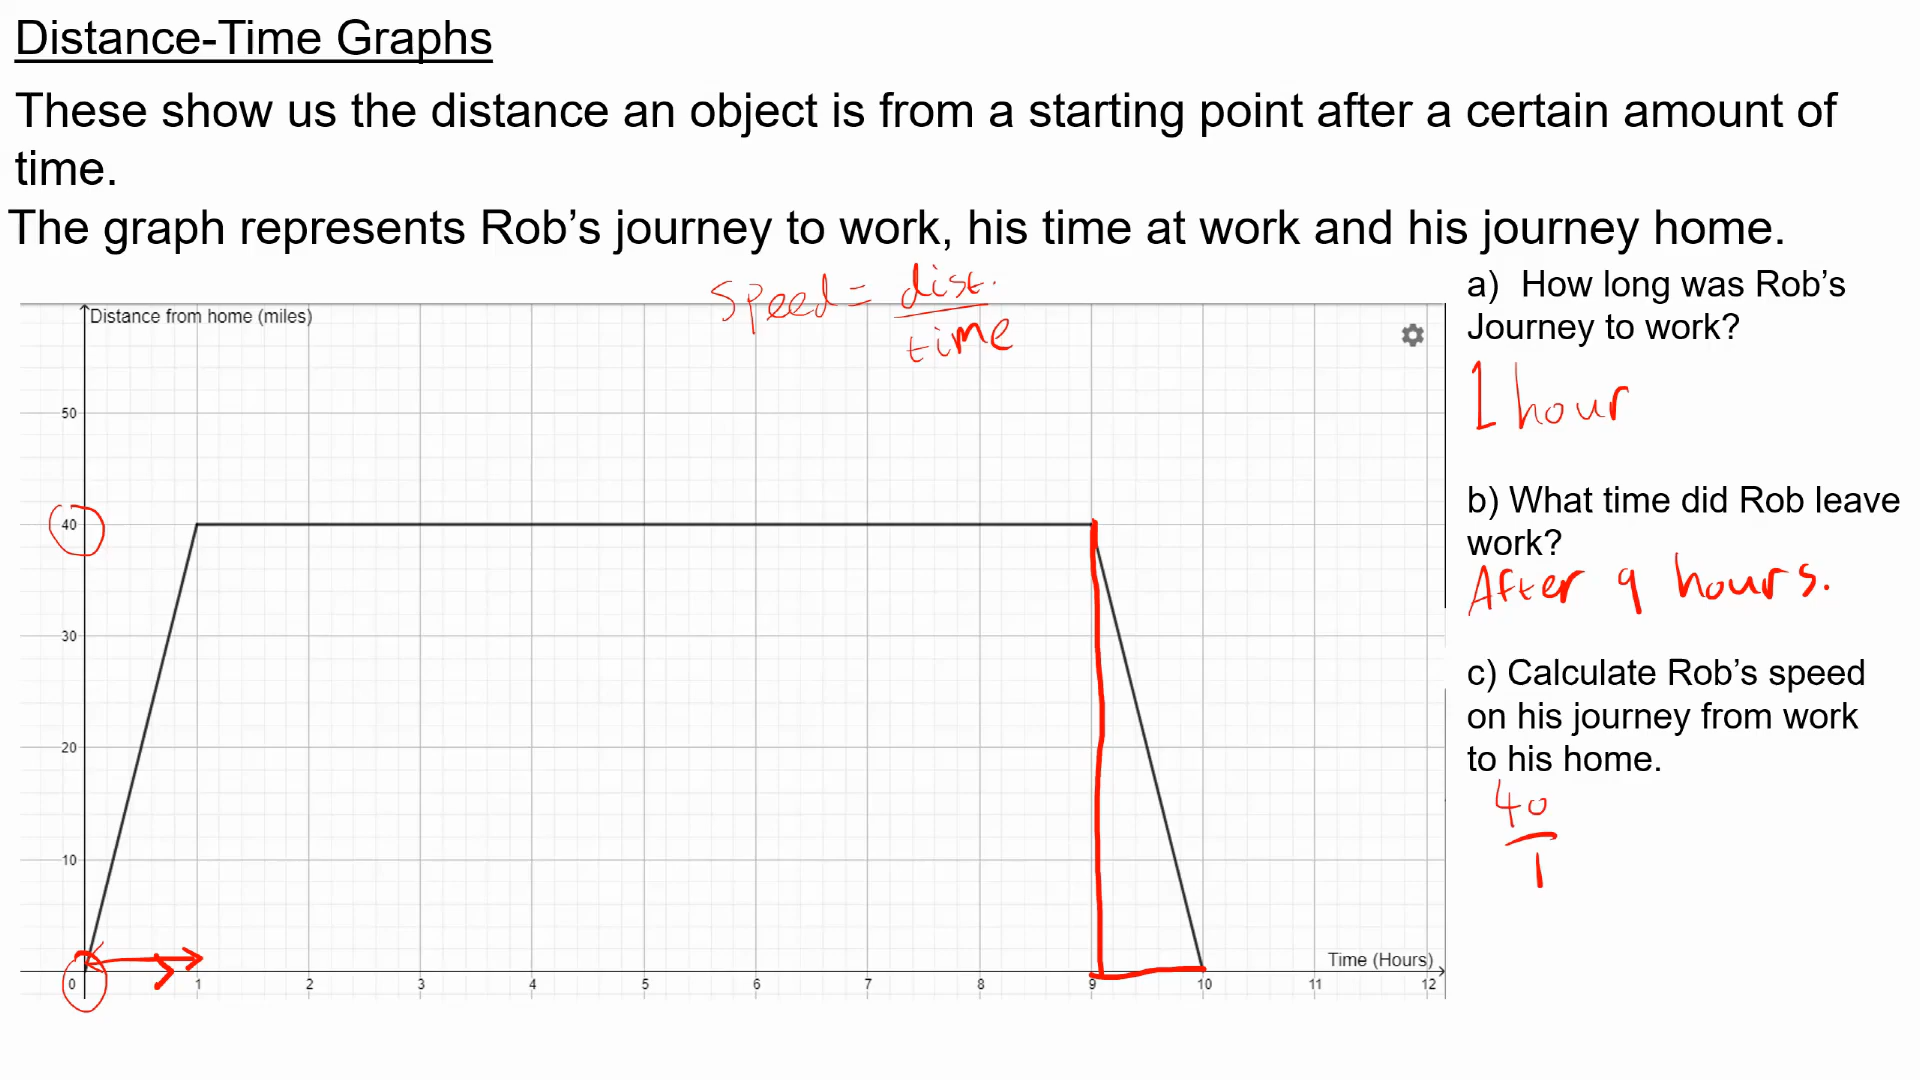 Distance-Time Graphs
These show us the distance an object is from a starting point after a certain amount of
time.
The graph represents Rob's journey to work, his time at work and his journey home.
speed = dist.
time
Distance from home (miles)
50
40
30
20
10
0 1 2 3 4 5 6 7 8 9 10 11 12
Time (Hours)
a) How long was Rob's
Journey to work?
1 hour
b) What time did Rob leave
work?
After 9 hours.
c) Calculate Rob's speed
on his journey from work
to his home.
40
1